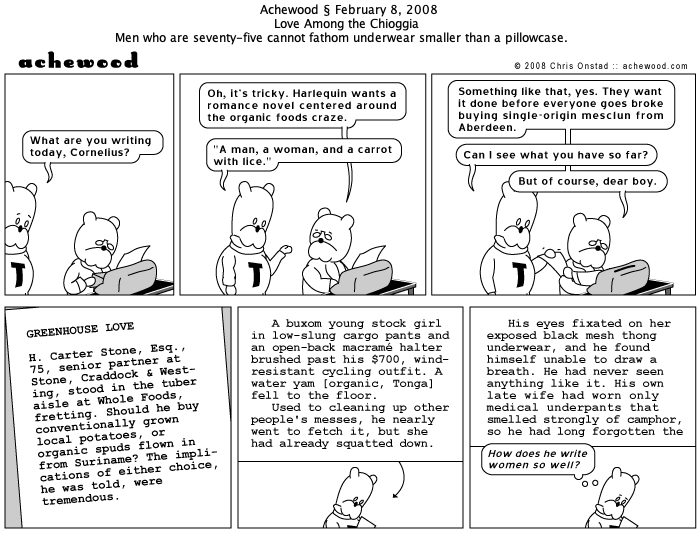 Achewood § February 8, 2008
Love Among the Chioggia
Men who are seventy-five cannot fathom underwear smaller than a pillowcase.
achewood
© 2008 Chris Onstad :: achewood.com
What are you writing
today, Cornelius?
Oh, it's tricky. Harlequin wants a
romance novel centered around
the organic foods craze.
"A man, a woman, and a carrot
with lice."
Something like that, yes. They want
it done before everyone goes broke
buying single-origin mesclun from
Aberdeen.
Can I see what you have so far?
But of course, dear boy.
T
T
GREENHOUSE LOVE
H. Carter Stone, Esq.,
75, senior partner at
Stone, Craddock & West-
ing, stood in the tuber
aisle at Whole Foods,
fretting. Should he buy
conventionally grown
local potatoes, or
organic spuds flown in
from Suriname? The impli-
cations of either choice,
he was told, were
tremendous.
A buxom young stock girl
in low-slung cargo pants and
an open-back macramé halter
brushed past his $700, wind-
resistant cycling outfit. A
water yam [organic, Tonga]
fell to the floor.
Used to cleaning up other
people's messes, he nearly
went to fetch it, but she
had already squatted down.
His eyes fixated on her
exposed black mesh thong
underwear, and he found
himself unable to draw a
breath. He had never seen
anything like it. His own
late wife had worn only
medical underpants that
smelled strongly of camphor,
so he had long forgotten the
How does he write
women so well?